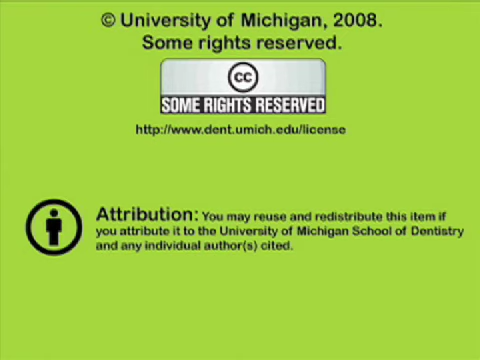 © University of Michigan, 2008.
Some rights reserved.
cc
SOME RIGHTS RESERVED
http://www.dent.umich.edu/license
Attribution: You may reuse and redistribute this item if
you attribute it to the University of Michigan School of Dentistry
and any individual author(s) cited.